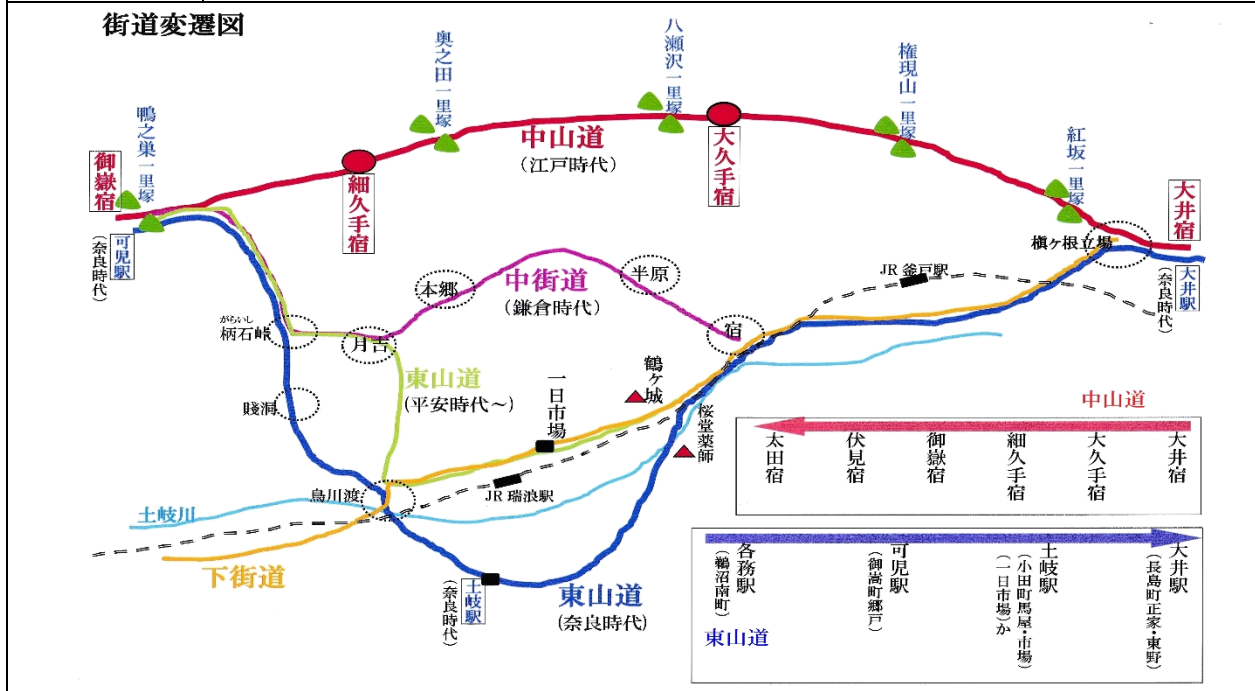 街道変遷図
鴨之巣一里塚
奥之田一里塚
八瀬沢一里塚
権現山一里塚
紅坂一里塚
御嶽宿
細久手宿
中山道
(江戸時代)
大久手宿
大井宿
槇ヶ根立場
可児駅
(奈良時代)
大井駅
(奈良時代)
JR 釜戸駅
中街道
(鎌倉時代)
本郷
半原
宿
がらいし
柄石峠
月吉
賤洞
東山道
(平安時代～)
一日市場
鶴ヶ城
桜堂薬師
鳥川渡
JR 瑞浪駅
土岐川
下街道
土岐駅
(奈良時代)
東山道
(奈良時代)
中山道
太田宿
伏見宿
御嶽宿
細久手宿
大久手宿
大井宿
各務駅
(鵜沼南町)
可児駅
(御嵩町郷戸)
土岐駅
(小田町馬屋・市場)
(一日市場)か
大井駅
(長島町正家・東野)
東山道